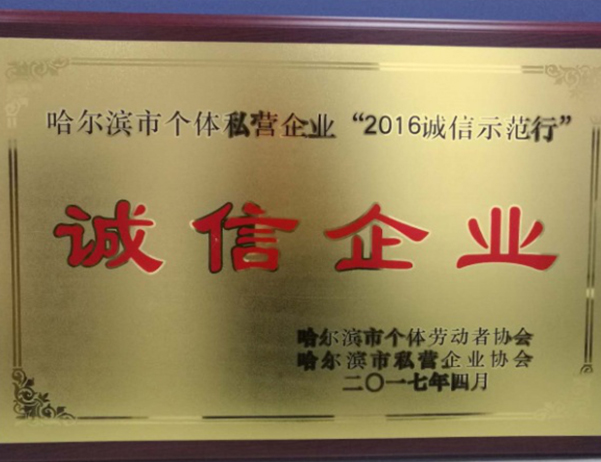 哈尔滨市个体私营企业“2016诚信示范行”
诚信企业
哈尔滨市个体劳动者协会
哈尔滨市私营企业协会
二〇一七年四月